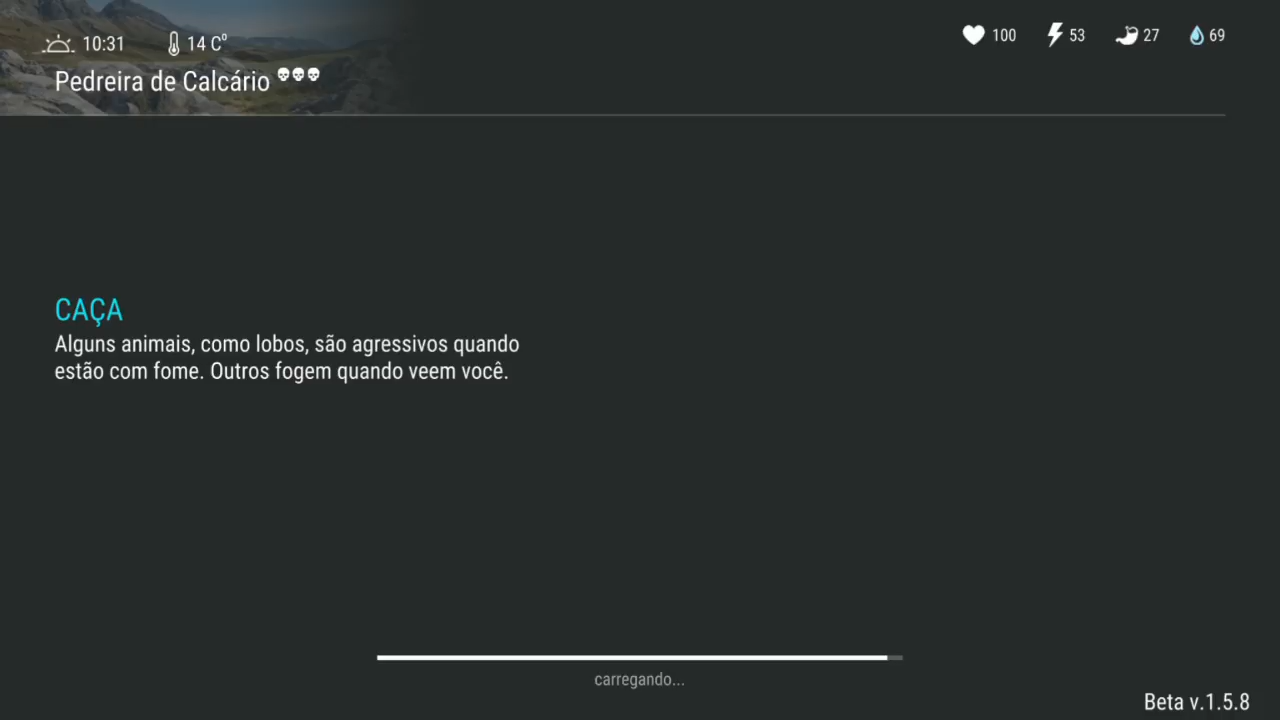 10:31 14 C°
100 53 27 69
Pedreira de Calcário
CAÇA
Alguns animais, como lobos, são agressivos quando
estão com fome. Outros fogem quando veem você.
carregando...
Beta v.1.5.8